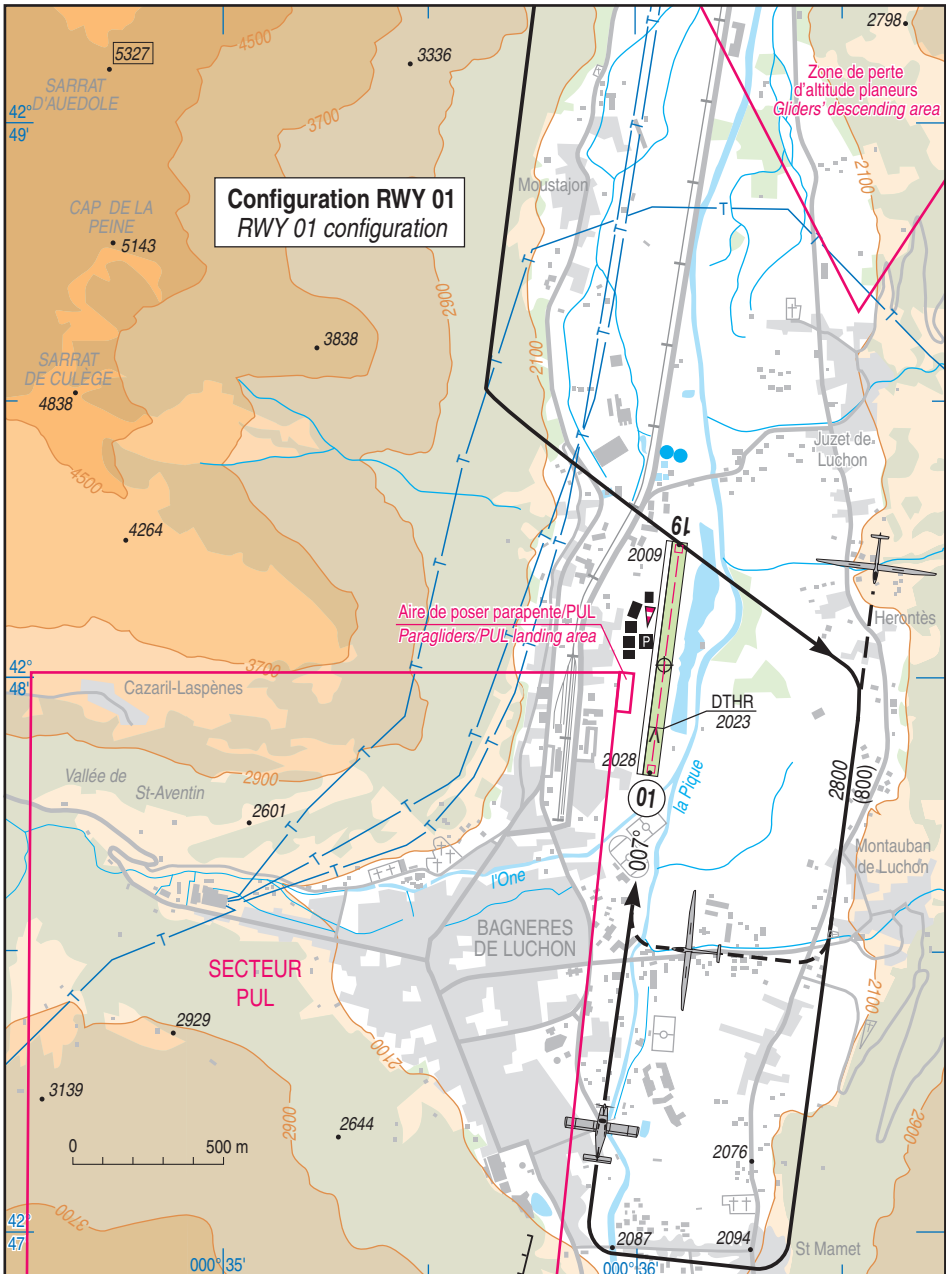 4500
2798
5327
3336
SARRAT
D'AUEDOLE
Zone de perte
d'altitude planeurs
Gliders' descending area
42°
49'
3700
2100
Configuration RWY 01
RWY 01 configuration
Moustajon
T
CAP DE LA
PEINE
5143
2900
T
3838
2100
SARRAT
DE CULÈGE
4838
Juzet de
Luchon
4500
4264
19
2009
Aire de poser parapente/PUL
Paragliders/PUL landing area
P
Herontès
3700
42°
48'
Cazaril-Laspènes
DTHR
2023
2900
2028
Vallée de
St-Aventin
la Pique
2800
(800)
01
2601
007°
Montauban
de Luchon
l'One
BAGNERES
DE LUCHON
SECTEUR
PUL
2100
2929
2100
3139
2900
2644
2900
0 500 m
2076
3700
42°
47
2087
2094
St Mamet
000° 35'
000° 36'